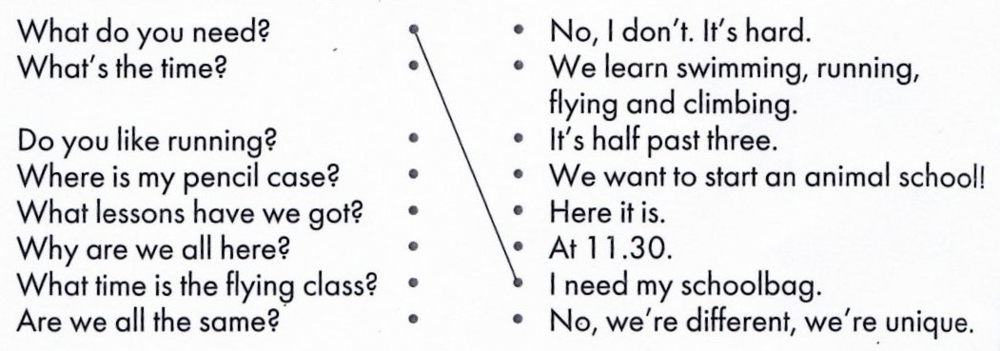 What do you need?
What's the time?
Do you like running?
Where is my pencil case?
What lessons have we got?
Why are we all here?
What time is the flying class?
Are we all the same?
No, I don't. It's hard.
We learn swimming, running,
flying and climbing.
It's half past three.
We want to start an animal school!
Here it is.
At 11.30.
I need my schoolbag.
No, we're different, we're unique.